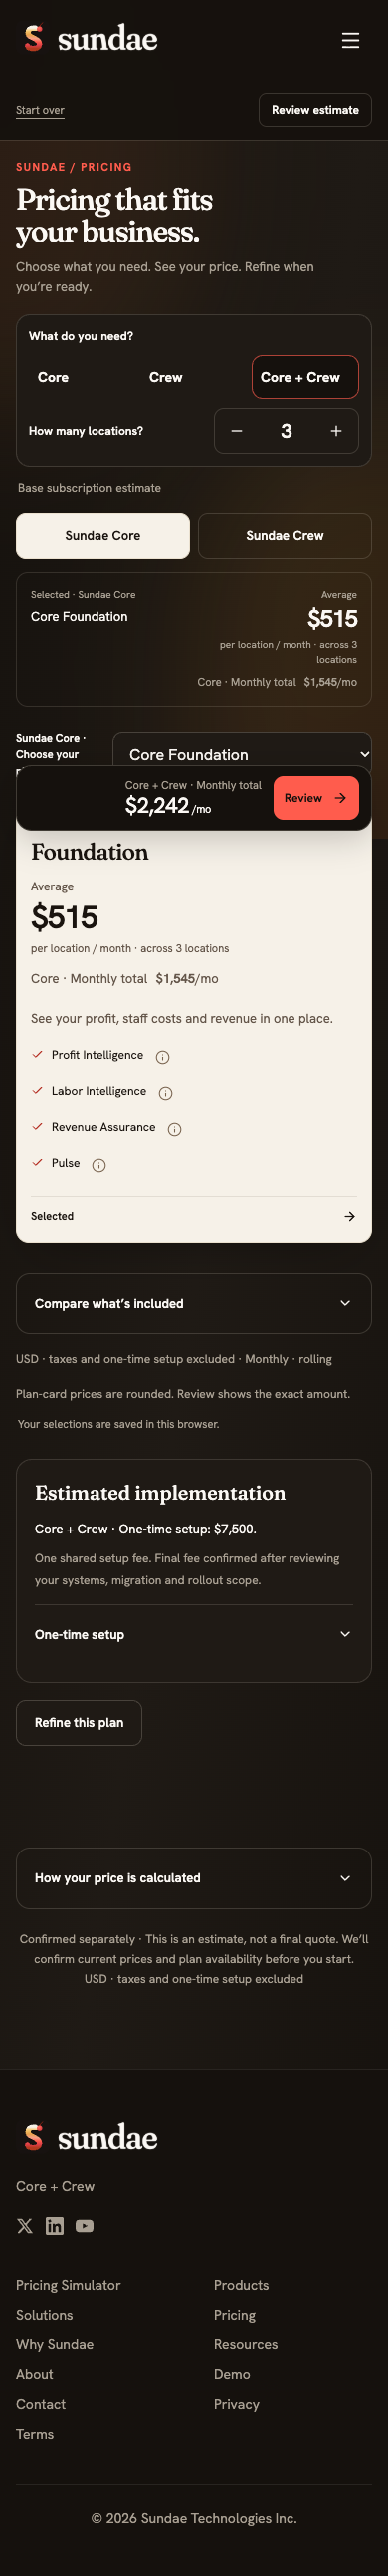 sundae
Start over
Review estimate
SUNDAE / PRICING
Pricing that fits
your business.
Choose what you need. See your price. Refine when
you’re ready.
What do you need?
Core
Crew
Core + Crew
How many locations?
− 3 +
Base subscription estimate
Sundae Core
Sundae Crew
Selected · Sundae Core
Core Foundation
Average
$515
per location / month · across 3
locations
Core · Monthly total $1,545/mo
Sundae Core ·
Choose your
Core Foundation
Core + Crew · Monthly total
$2,242 /mo
Review
Foundation
Average
$515
per location / month · across 3 locations
Core · Monthly total $1,545/mo
See your profit, staff costs and revenue in one place.
Profit Intelligence
Labor Intelligence
Revenue Assurance
Pulse
Selected
Compare what’s included
USD · taxes and one-time setup excluded · Monthly · rolling
Plan-card prices are rounded. Review shows the exact amount.
Your selections are saved in this browser.
Estimated implementation
Core + Crew · One-time setup: $7,500.
One shared setup fee. Final fee confirmed after reviewing
your systems, migration and rollout scope.
One-time setup
Refine this plan
How your price is calculated
Confirmed separately · This is an estimate, not a final quote. We’ll
confirm current prices and plan availability before you start.
USD · taxes and one-time setup excluded
sundae
Core + Crew
Pricing Simulator
Products
Solutions
Pricing
Why Sundae
Resources
About
Demo
Contact
Privacy
Terms
© 2026 Sundae Technologies Inc.